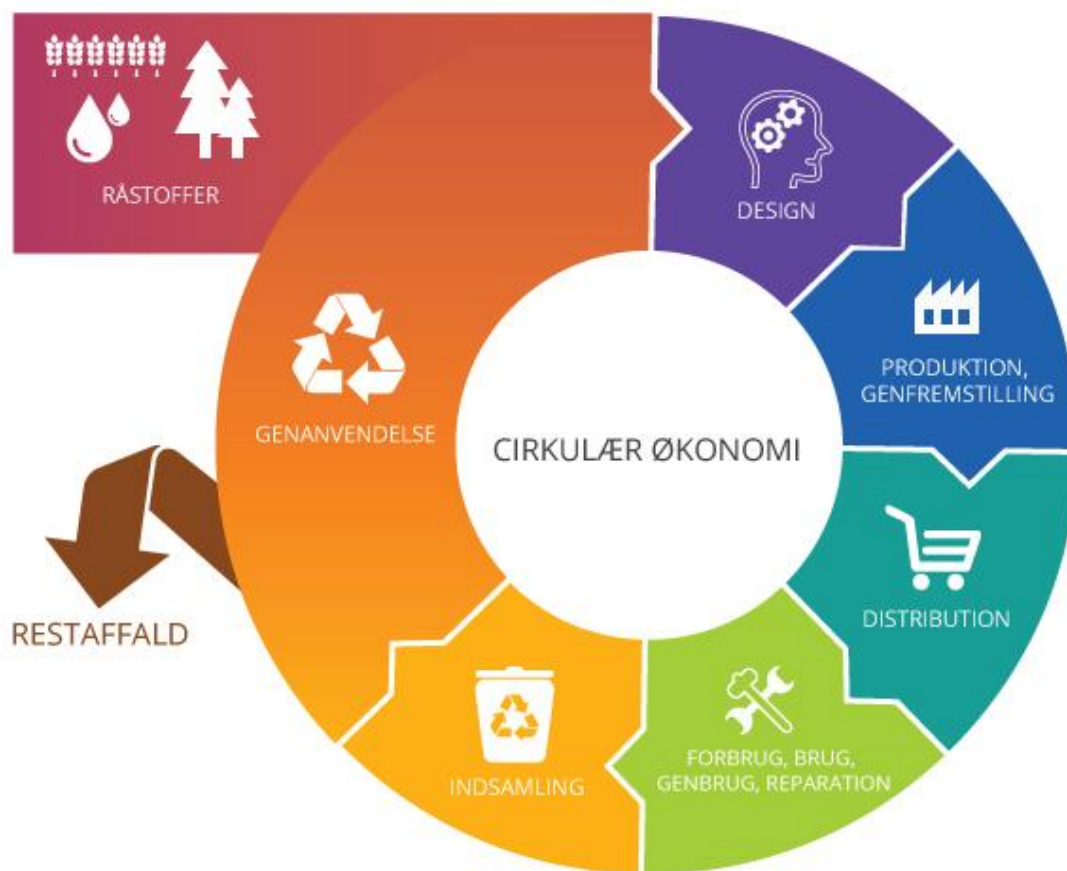 RÅSTOFFER
DESIGN
PRODUKTION,
GENFREMSTILLING
GENANVENDELSE
CIRKULÆR ØKONOMI
DISTRIBUTION
RESTAFFALD
FORBRUG, BRUG,
GENBRUG, REPARATION
INDSAMLING